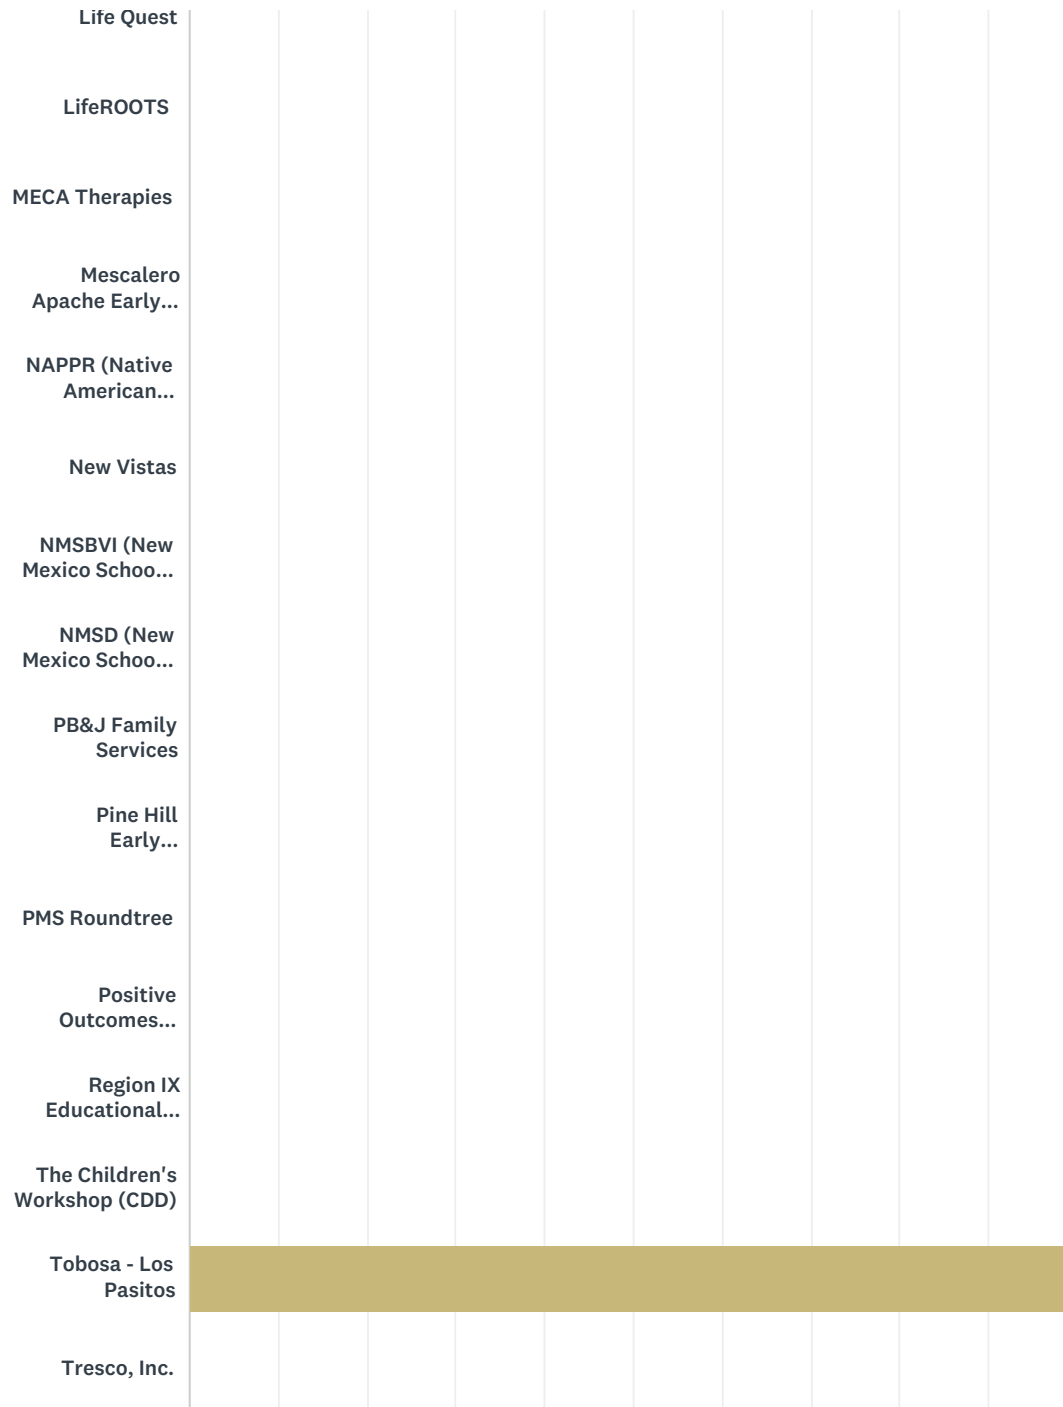 Life Quest
LifeROOTS
MECA Therapies
Mescalero
Apache Early...
NAPPR (Native
American...
New Vistas
NMSBVI (New
Mexico Schoo...
NMSD (New
Mexico Schoo...
PB&J Family
Services
Pine Hill
Early...
PMS Roundtree
Positive
Outcomes...
Region IX
Educational...
The Children's
Workshop (CDD)
Tobosa - Los
Pasitos
Tresco, Inc.